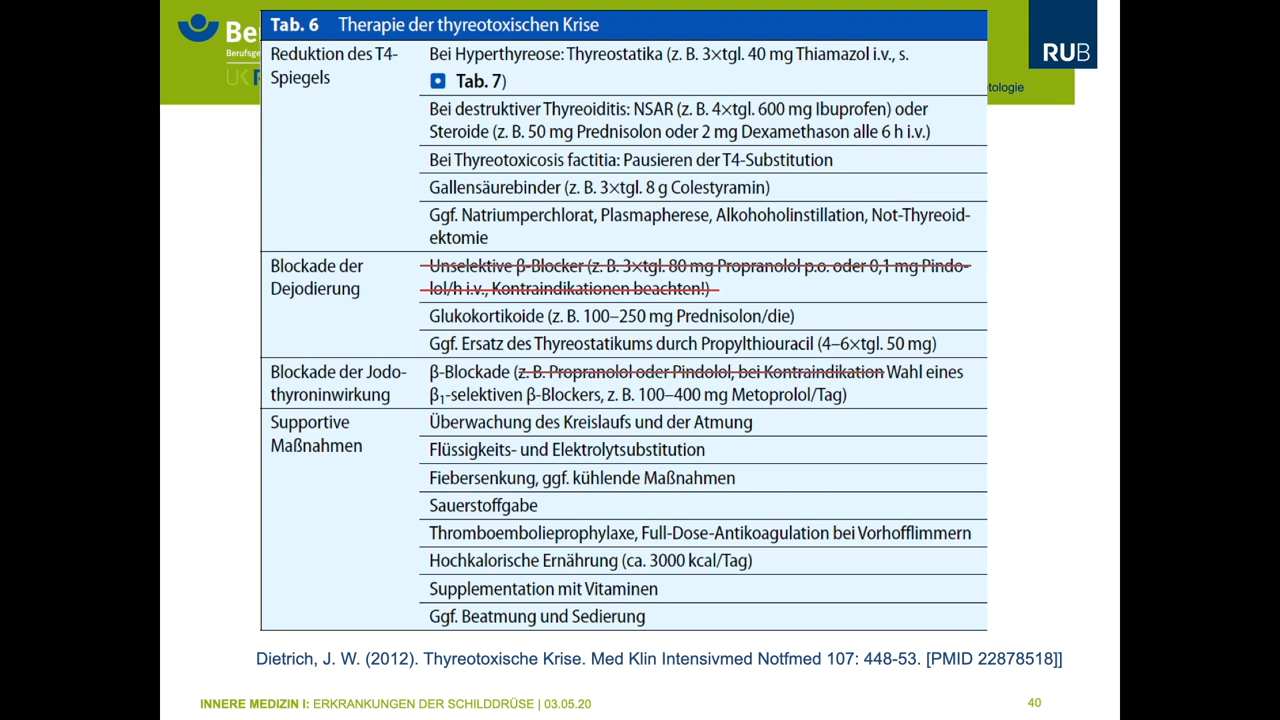 Be
Berufsgen
UK
RUB
etologie
Tab. 6 Therapie der thyreotoxischen Krise
Reduktion des T4-
Spiegels
Bei Hyperthyreose: Thyreostatika (z. B. 3×tgl. 40 mg Thiamazol i.v., s.
Tab. 7)
Bei destruktiver Thyreoiditis: NSAR (z. B. 4×tgl. 600 mg Ibuprofen) oder
Steroide (z. B. 50 mg Prednisolon oder 2 mg Dexamethason alle 6 h i.v.)
Bei Thyreotoxicosis factitia: Pausieren der T4-Substitution
Gallensäurebinder (z. B. 3×tgl. 8 g Colestyramin)
Ggf. Natriumperchlorat, Plasmapherese, Alkohoholinstillation, Not-Thyreoid-
ektomie
Blockade der
Dejodierung
Unselektive β-Blocker (z. B. 3×tgl. 80 mg Propranolol p.o. oder 0,1 mg Pindo-
lol/h i.v., Kontraindikationen beachten!)
Glukokortikoide (z. B. 100–250 mg Prednisolon/die)
Ggf. Ersatz des Thyreostatikums durch Propylthiouracil (4–6×tgl. 50 mg)
Blockade der Jodo-
thyroninwirkung
β-Blockade (z. B. Propranolol oder Pindolol, bei Kontraindikation Wahl eines
β1-selektiven β-Blockers, z. B. 100–400 mg Metoprolol/Tag)
Supportive
Maßnahmen
Überwachung des Kreislaufs und der Atmung
Flüssigkeits- und Elektrolytsubstitution
Fiebersenkung, ggf. kühlende Maßnahmen
Sauerstoffgabe
Thromboembolieprophylaxe, Full-Dose-Antikoagulation bei Vorhofflimmern
Hochkalorische Ernährung (ca. 3000 kcal/Tag)
Supplementation mit Vitaminen
Ggf. Beatmung und Sedierung
Dietrich, J. W. (2012). Thyreotoxische Krise. Med Klin Intensivmed Notfmed 107: 448-53. [PMID 22878518]]
INNERE MEDIZIN I: ERKRANKUNGEN DER SCHILDDRÜSE | 03.05.20
40